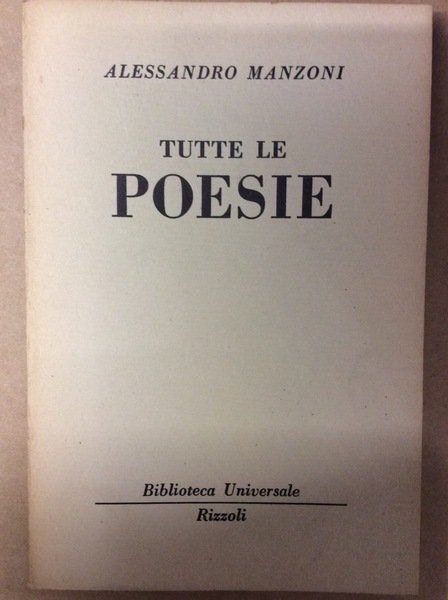 ALESSANDRO MANZONI
TUTTE LE
POESIE
Biblioteca Universale
Rizzoli